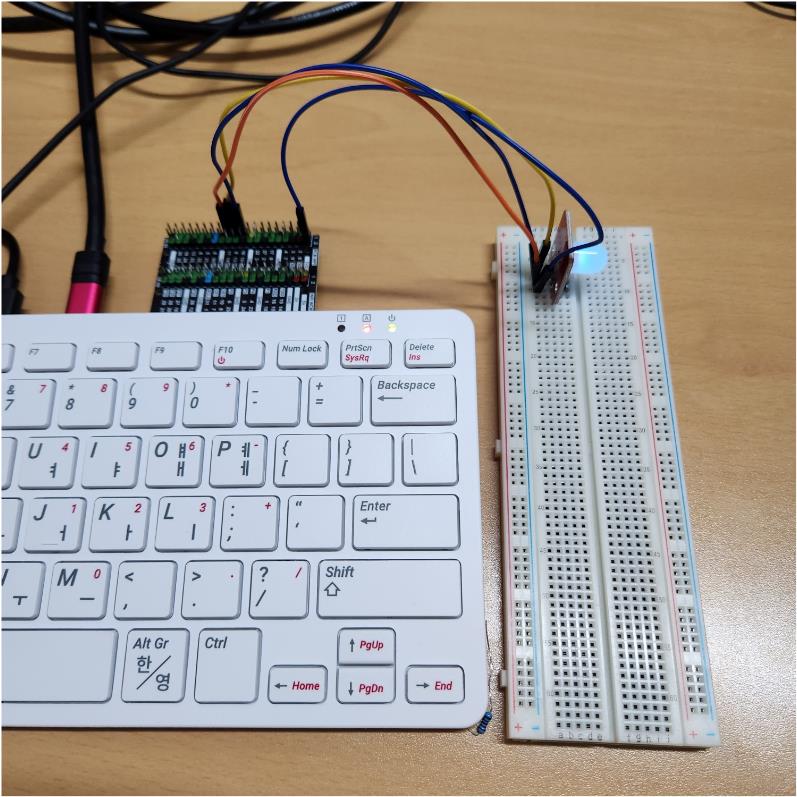 1 A
F7 F8 F9 F10 Num Lock PrtScn Delete
SysRq Ins
& 7 * 8 ( 9 ) * _ + Backspace
7 8 9 0 - =
U 4 I 5 O ㅒ 6 P ㅖ - { } |
ㅕ ㅑ ㅐ ㅔ [ ] \
J 1 K 2 L 3 : + " Enter
ㅓ ㅏ ㅣ ; '
M 0 < > . ? / Shift
ㅜ ㅡ , . /
Alt Gr Ctrl PgUp
한/영 Home PgDn End
+ - + -
a b c d e f g h i j